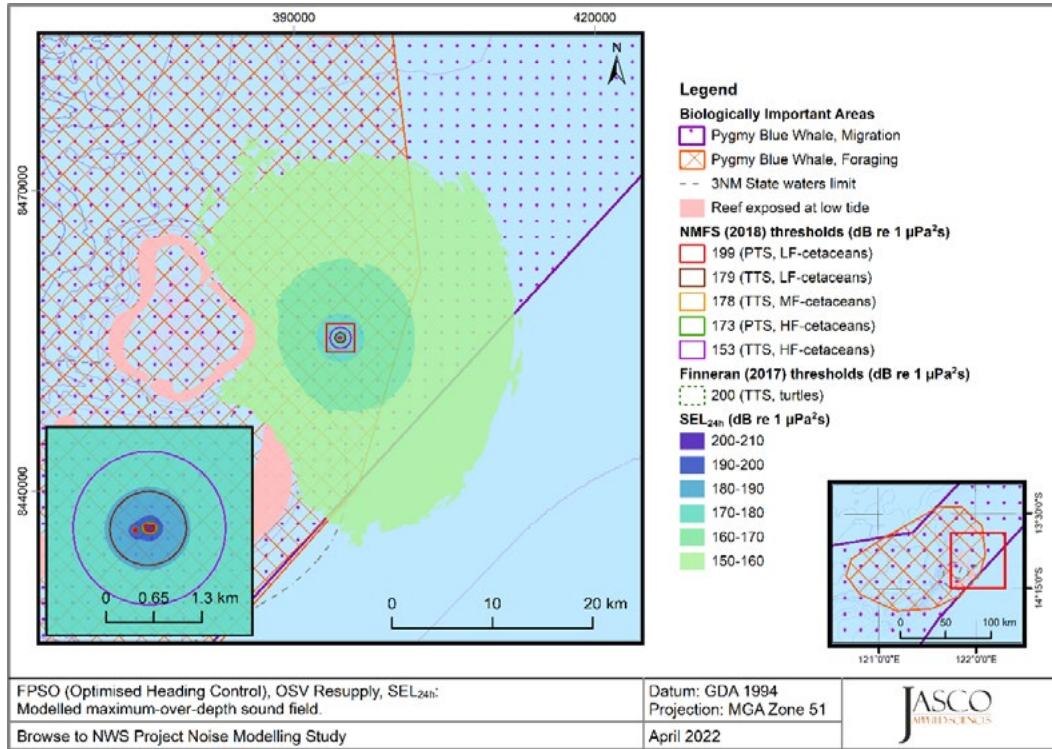 390000
420000
8470000
8440000
N
0
0.65
1.3 km
0
10
20 km
Legend
Biologically Important Areas
Pygmy Blue Whale, Migration
Pygmy Blue Whale, Foraging
3NM State waters limit
Reef exposed at low tide
NMFS (2018) thresholds (dB re 1 µPa²s)
199 (PTS, LF-cetaceans)
179 (TTS, LF-cetaceans)
178 (TTS, MF-cetaceans)
173 (PTS, HF-cetaceans)
153 (TTS, HF-cetaceans)
Finneran (2017) thresholds (dB re 1 µPa²s)
200 (TTS, turtles)
SEL24h (dB re 1 µPa²s)
200-210
190-200
180-190
170-180
160-170
150-160
13°30'0"S
14°15'0"S
0 50 100 km
121°0'0"E
122°0'0"E
FPSO (Optimised Heading Control), OSV Resupply, SEL24h:
Modelled maximum-over-depth sound field.
Browse to NWS Project Noise Modelling Study
Datum: GDA 1994
Projection: MGA Zone 51
April 2022
JASCO
APPLIED SCIENCES